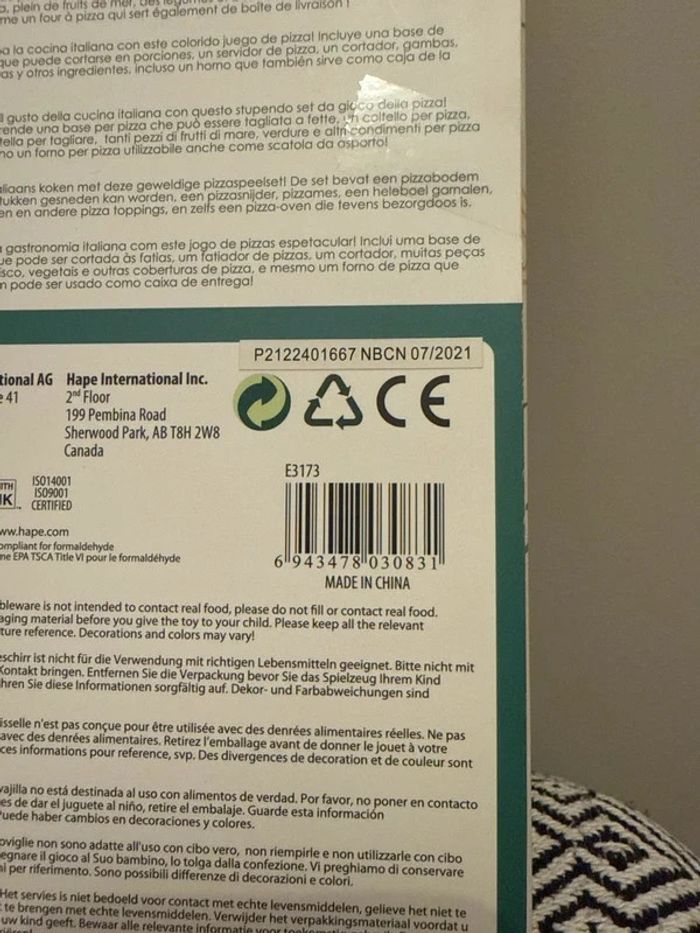 a, plein de fruits de mer, des légumes
me un four à pizza qui sert également de boîte de livraison !
a la cocina italiana con este colorido juego de pizza! Incluye una base de
que puede cortarse en porciones, un servidor de pizza, un cortador, gambas,
as y otros ingredientes, incluso un horno que también sirve como caja de la
l gusto della cucina italiana con questo stupendo set da gioco della pizza!
rende una base per pizza che può essere tagliata a fette, un coltello per pizza,
tella per tagliare, tanti pezzi di frutti di mare, verdure e altri condimenti per pizza
no un forno per pizza utilizzabile anche come scatola da asporto!
liaans koken met deze geweldige pizzaspeelset! De set bevat een pizzabodem
tukken gesneden kan worden, een pizzasnijder, pizzames, een heleboel garnalen,
en en andere pizza toppings, en zelfs een pizza-oven die tevens bezorgdoos is.
gastronomia italiana com este jogo de pizzas espetacular! Inclui uma base de
ue pode ser cortada às fatias, um fatiador de pizzas, um cortador, muitas peças
isco, vegetais e outras coberturas de pizza, e mesmo um forno de pizza que
n pode ser usado como caixa de entrega!
P2122401667 NBCN 07/2021
tional AG Hape International Inc.
e 41 2nd Floor
199 Pembina Road
Sherwood Park, AB T8H 2W8
Canada
CE
ITH
K
ISO14001
ISO9001
CERTIFIED
E3173
ww.hape.com
ompliant for formaldehyde
ne EPA TSCA Title VI pour le formaldéhyde
6 943478 030831
MADE IN CHINA
bleware is not intended to contact real food, please do not fill or contact real food.
aging material before you give the toy to your child. Please keep all the relevant
ture reference. Decorations and colors may vary!
eschirr ist nicht für die Verwendung mit richtigen Lebensmitteln geeignet. Bitte nicht mit
Kontakt bringen. Entfernen Sie die Verpackung bevor Sie das Spielzeug Ihrem Kind
hren Sie diese Informationen sorgfältig auf. Dekor- und Farbabweichungen sind
isselle n'est pas conçue pour être utilisée avec des denrées alimentaires réelles. Ne pas
avec des denrées alimentaires. Retirez l'emballage avant de donner le jouet à votre
ces informations pour reference, svp. Des divergences de decoration et de couleur sont
vajilla no está destinada al uso con alimentos de verdad. Por favor, no poner en contacto
es de dar el juguete al niño, retire el embalaje. Guarde esta información
Puede haber cambios en decoraciones y colores.
oviglie non sono adatte all'uso con cibo vero, non riempirle e non utilizzarle con cibo
egnare il gioco al Suo bambino, lo tolga dalla confezione. Vi preghiamo di conservare
ni per riferimento. Sono possibili differenze di decorazioni e colori.
Het servies is niet bedoeld voor contact met echte levensmiddelen, gelieve het niet te
te brengen met echte levensmiddelen. Verwijder het verpakkingsmateriaal voordat u
uw kind geeft. Bewaar alle relevante informatie voor